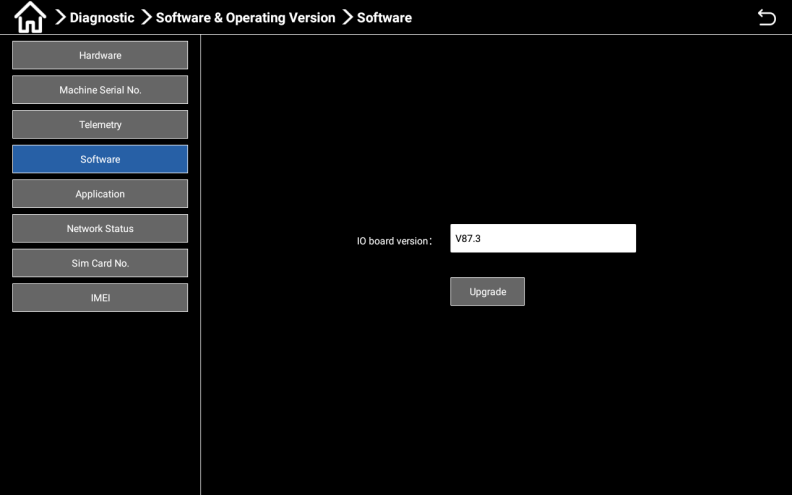 Diagnostic Software & Operating Version Software
Hardware
Machine Serial No.
Telemetry
Software
Application
Network Status
Sim Card No.
IMEI
IO board version: V87.3
Upgrade